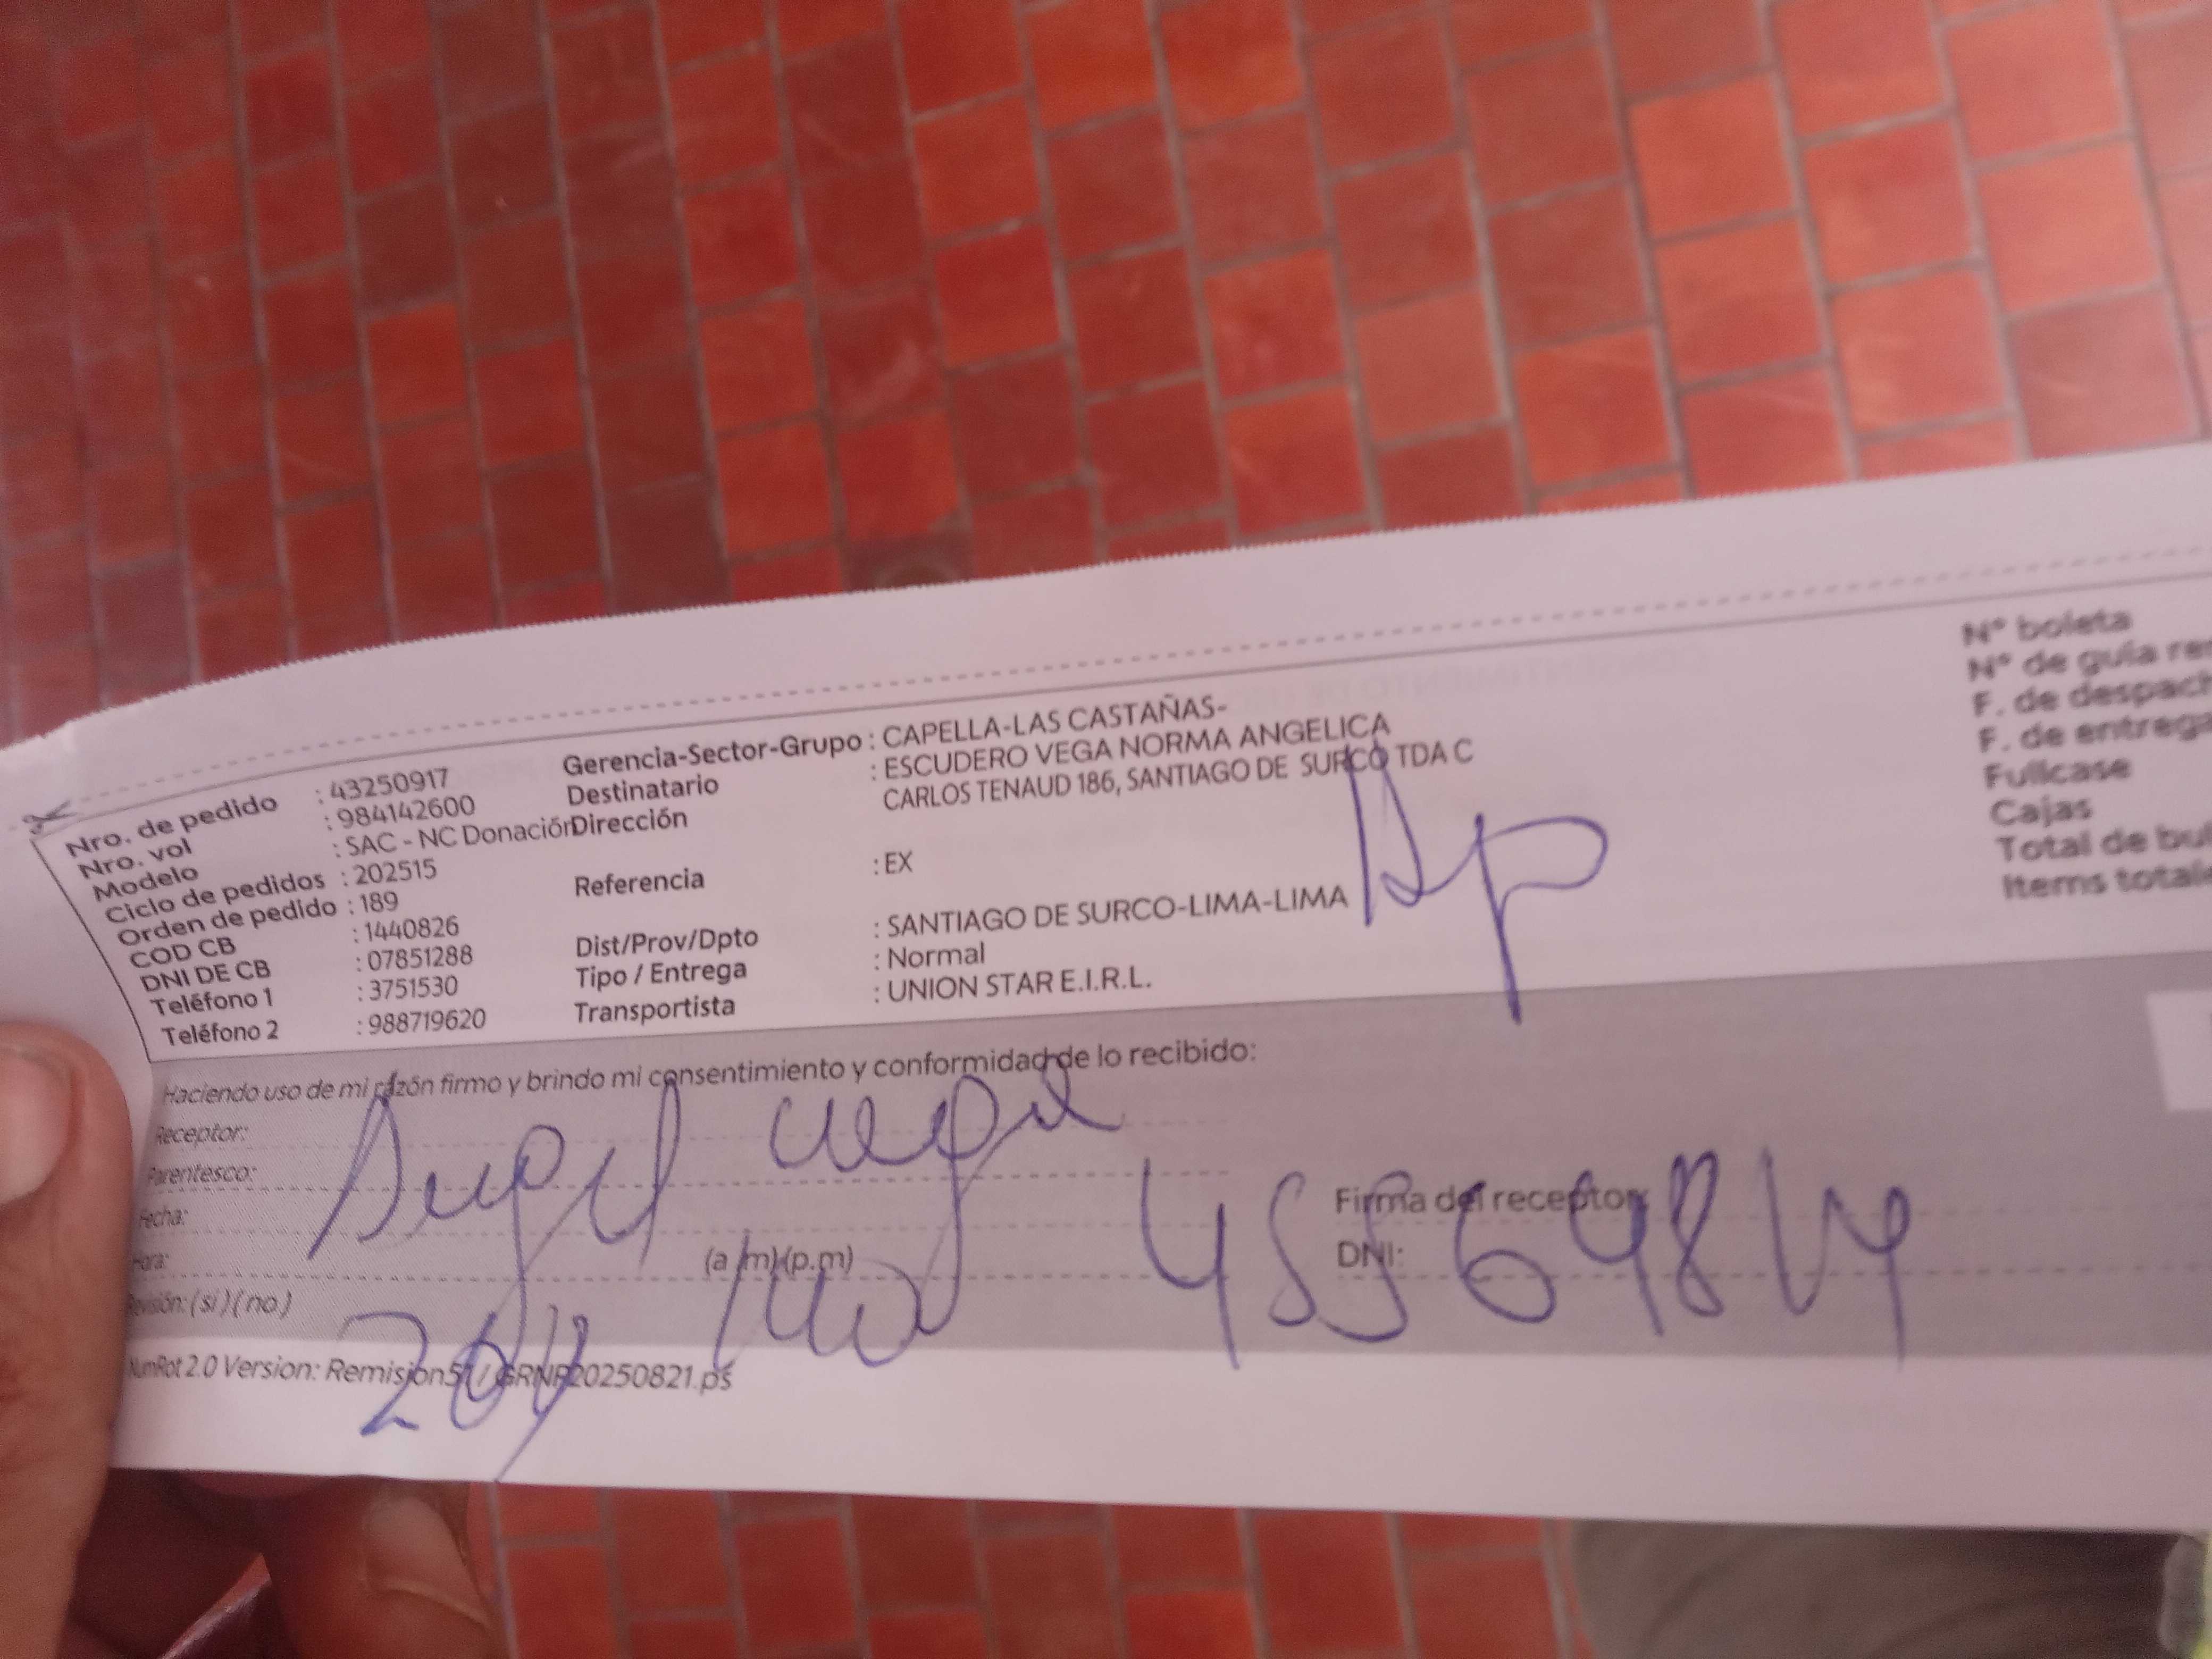 Nro. de pedido : 43250917
Nro. vol : 984142600
Modelo : SAC - NC Donación
Ciclo de pedidos : 202515
Orden de pedido : 189
COD CB : 1440826
DNI DE CB : 07851288
Teléfono 1 : 3751530
Teléfono 2 : 988719620
Gerencia-Sector-Grupo : CAPELLA-LAS CASTAÑAS-
Destinatario : ESCUDERO VEGA NORMA ANGELICA
Dirección CARLOS TENAUD 186, SANTIAGO DE SURCO TDA C
Referencia : EX
Dist/Prov/Dpto : SANTIAGO DE SURCO-LIMA-LIMA
Tipo / Entrega : Normal
Transportista : UNION STAR E.I.R.L.
N° boleta
N° de guía
F. de
F. de entrega
Fullcase
Cajas
Total de
Items
Haciendo uso de mi razón firmo y brindo mi consentimiento y conformidad de lo recibido:
Receptor:
Parentesco:
Fecha:
Hora: (a.m)(p.m)
Revisión: (si) (no)
Angel vega
Firma del receptor:
DNI:
NumRot 2.0 Version: Remision57 / GRNP20250821.ps